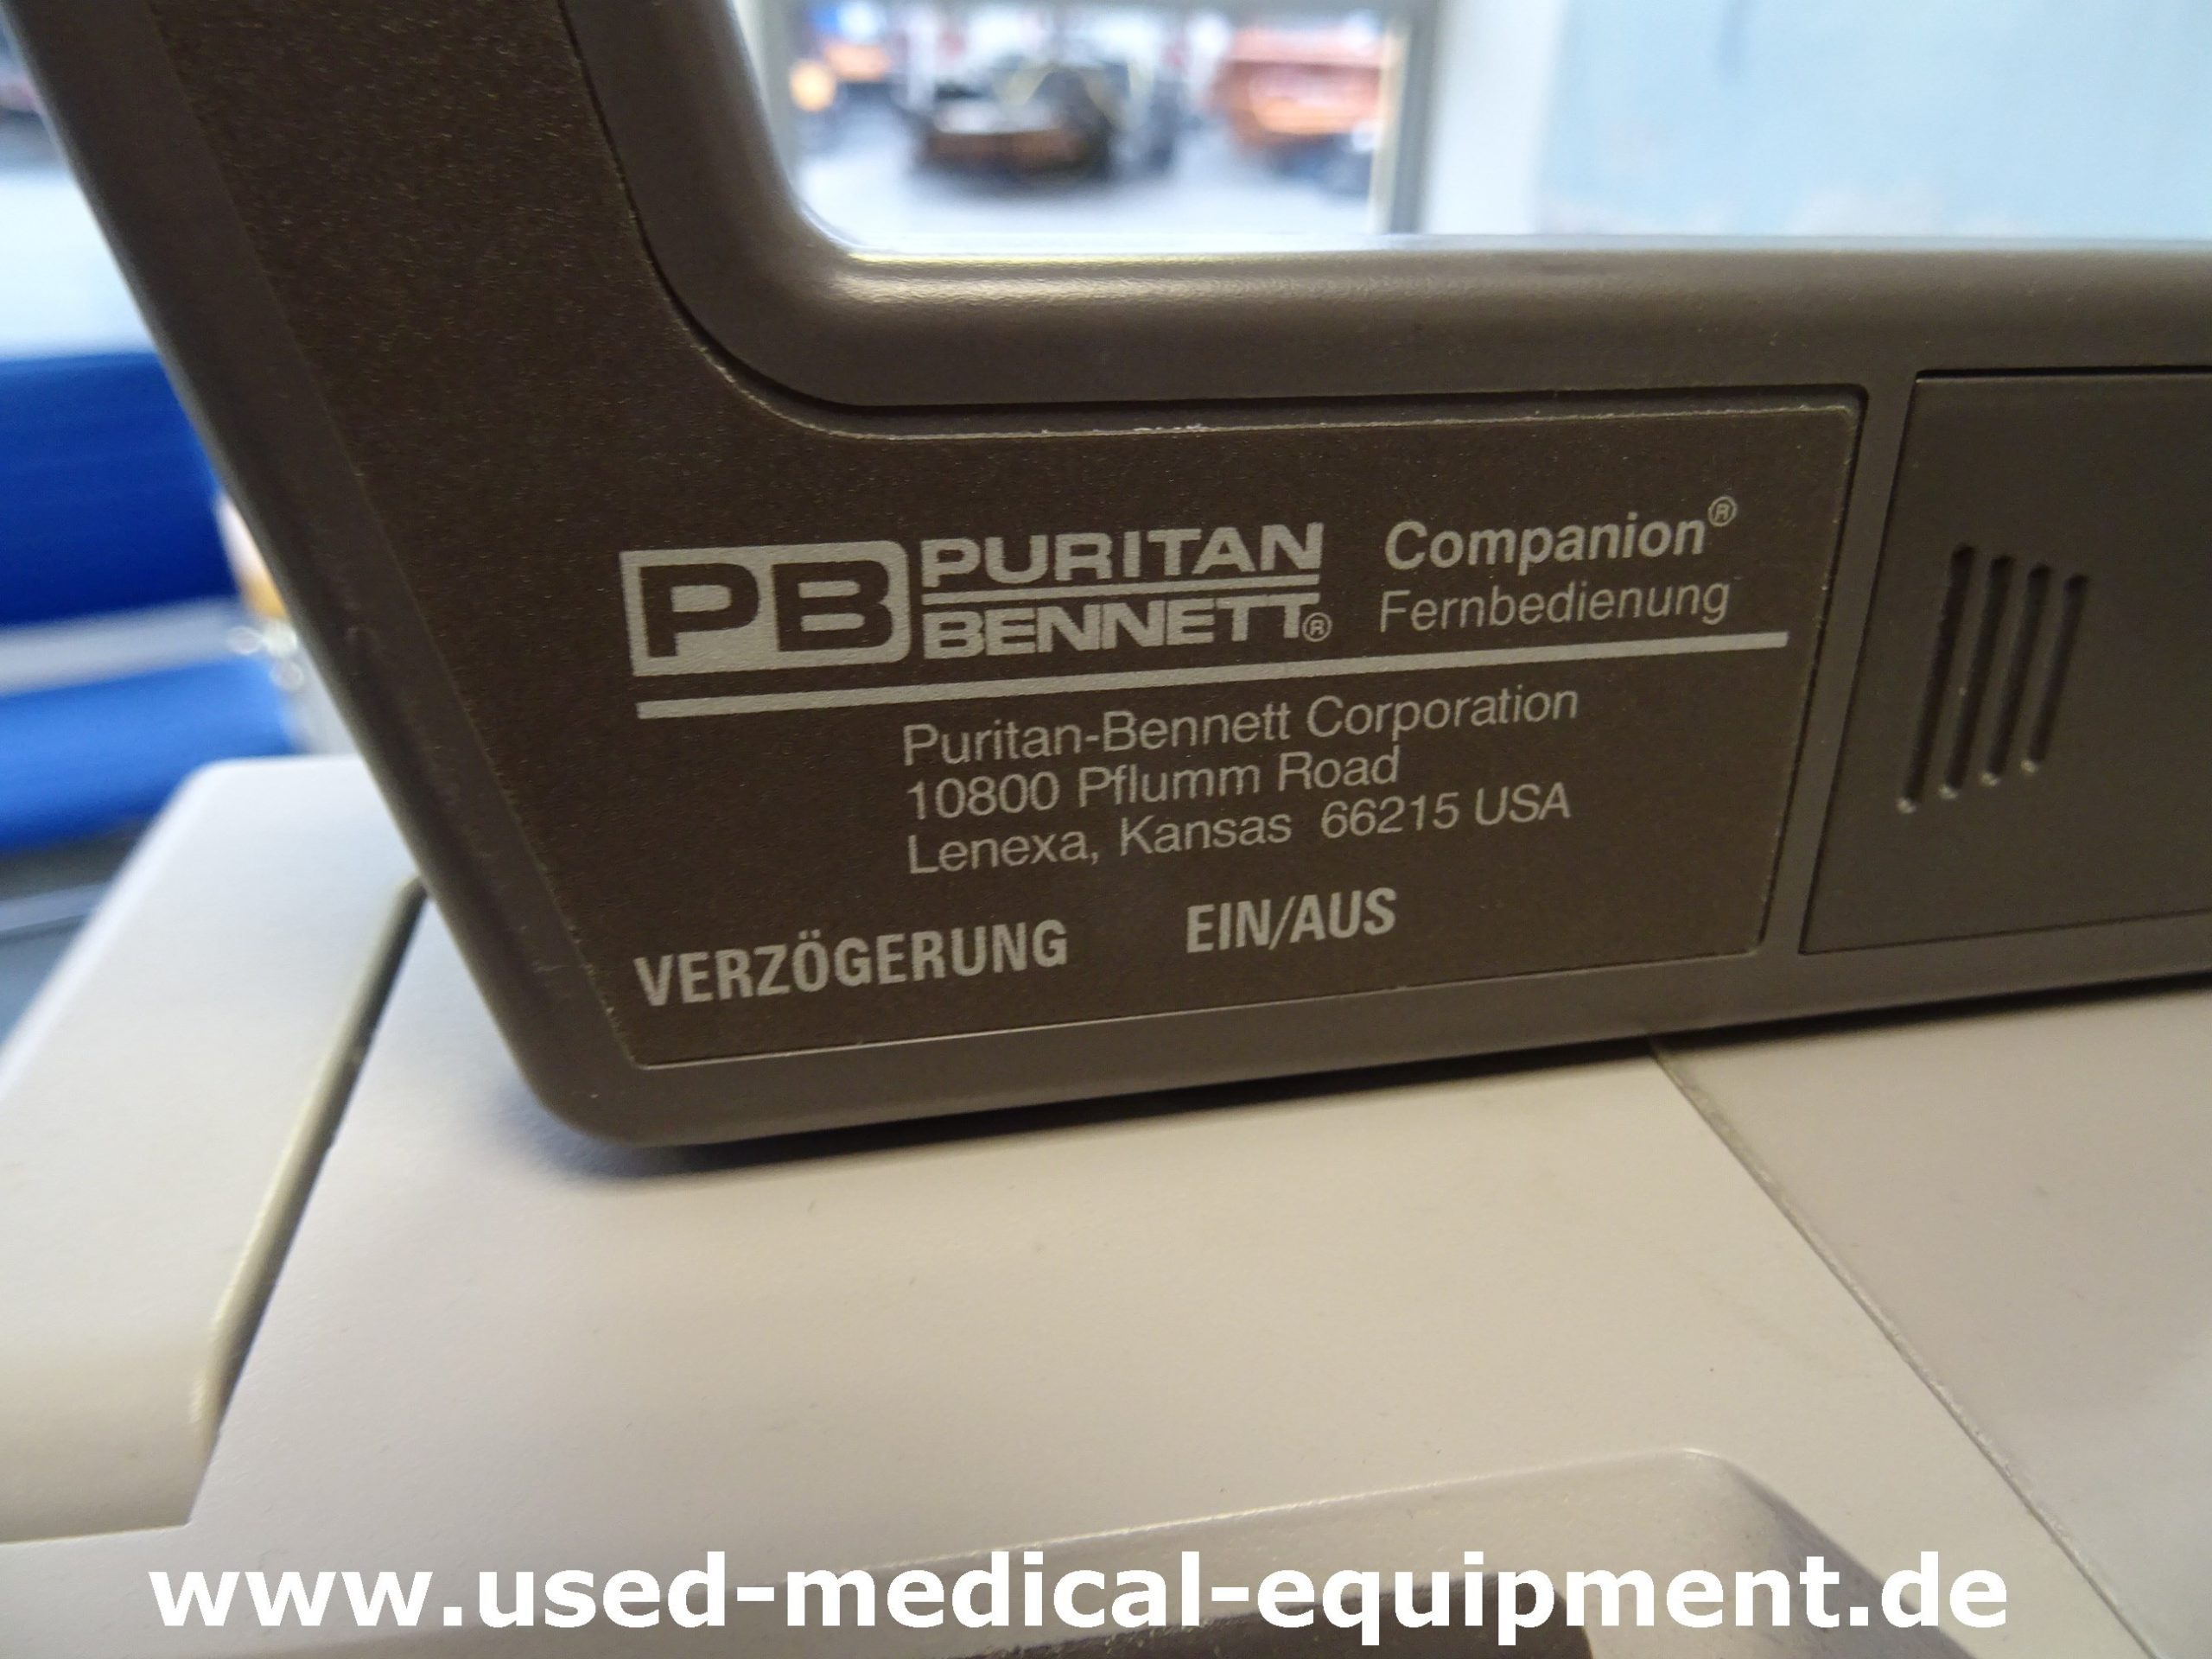 PB PURITAN BENNETT® Companion®
Fernbedienung
Puritan-Bennett Corporation
10800 Pflumm Road
Lenexa, Kansas 66215 USA
VERZÖGERUNG EIN/AUS
www.used-medical-equipment.de